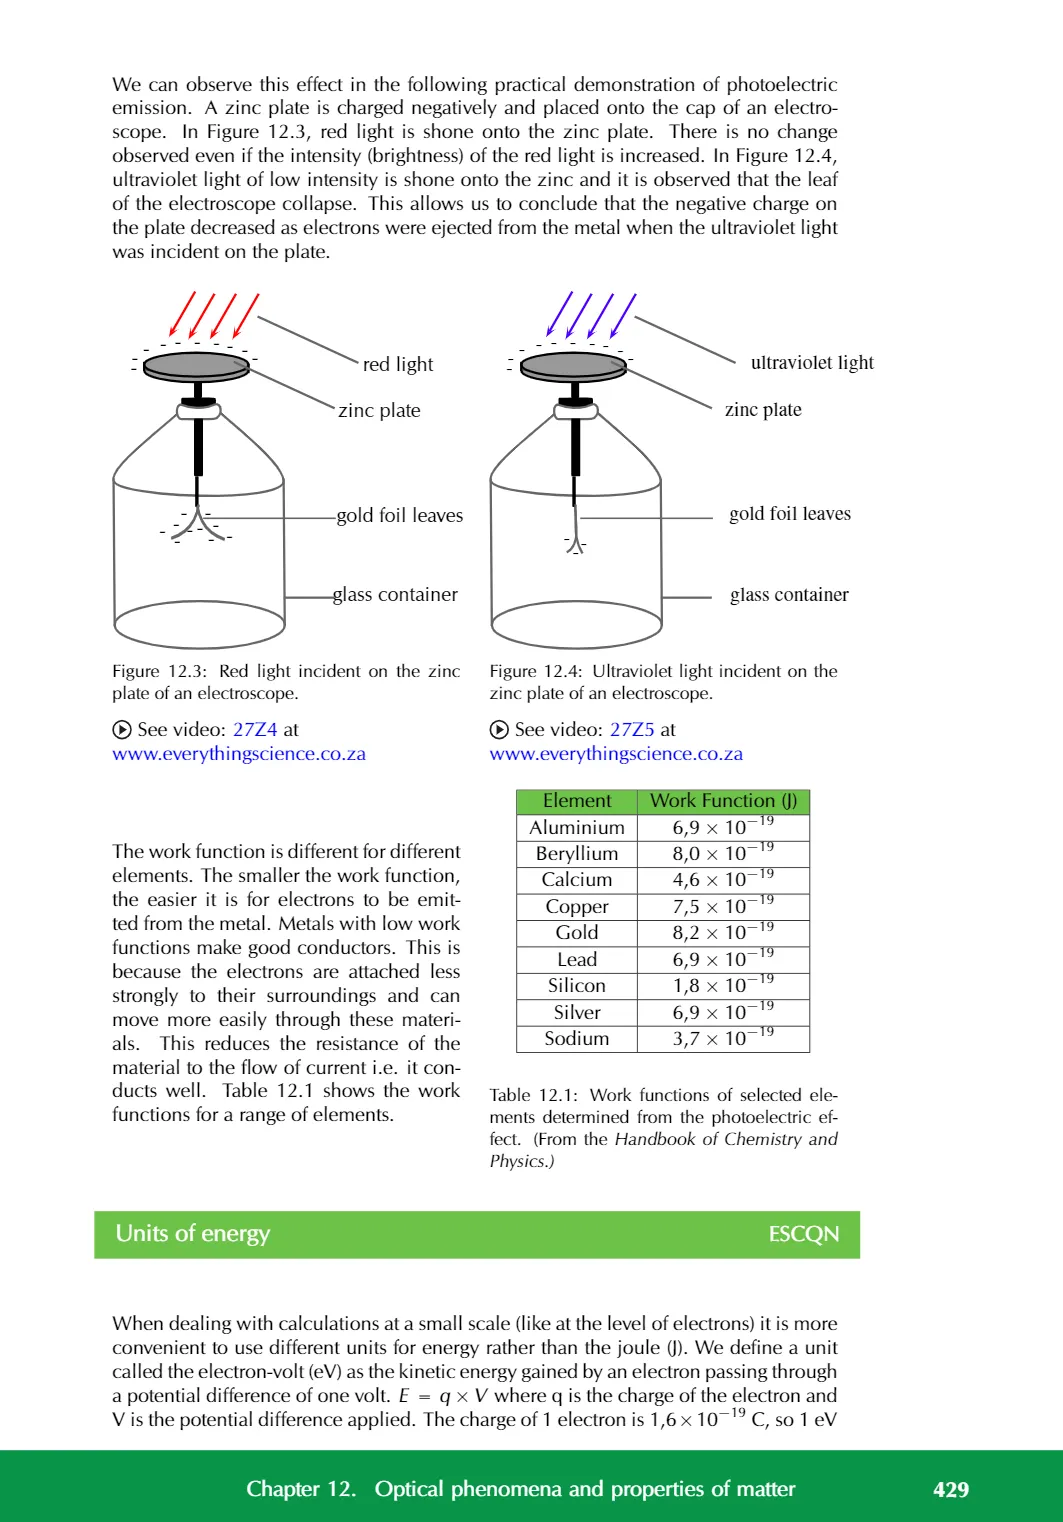 We can observe this effect in the following practical demonstration of photoelectric
emission. A zinc plate is charged negatively and placed onto the cap of an electro-
scope. In Figure 12.3, red light is shone onto the zinc plate. There is no change
observed even if the intensity (brightness) of the red light is increased. In Figure 12.4,
ultraviolet light of low intensity is shone onto the zinc and it is observed that the leaf
of the electroscope collapse. This allows us to conclude that the negative charge on
the plate decreased as electrons were ejected from the metal when the ultraviolet light
was incident on the plate.
red light
zinc plate
gold foil leaves
glass container
ultraviolet light
zinc plate
gold foil leaves
glass container
Figure 12.3: Red light incident on the zinc
plate of an electroscope.
See video: 27Z4 at
www.everythingscience.co.za
Figure 12.4: Ultraviolet light incident on the
zinc plate of an electroscope.
See video: 27Z5 at
www.everythingscience.co.za
The work function is different for different
elements. The smaller the work function,
the easier it is for electrons to be emit-
ted from the metal. Metals with low work
functions make good conductors. This is
because the electrons are attached less
strongly to their surroundings and can
move more easily through these materi-
als. This reduces the resistance of the
material to the flow of current i.e. it con-
ducts well. Table 12.1 shows the work
functions for a range of elements.
Element Work Function (J)
Aluminium 6,9 × 10⁻¹⁹
Beryllium 8,0 × 10⁻¹⁹
Calcium 4,6 × 10⁻¹⁹
Copper 7,5 × 10⁻¹⁹
Gold 8,2 × 10⁻¹⁹
Lead 6,9 × 10⁻¹⁹
Silicon 1,8 × 10⁻¹⁹
Silver 6,9 × 10⁻¹⁹
Sodium 3,7 × 10⁻¹⁹
Table 12.1: Work functions of selected ele-
ments determined from the photoelectric ef-
fect. (From the Handbook of Chemistry and
Physics.)
Units of energy ESCQN
When dealing with calculations at a small scale (like at the level of electrons) it is more
convenient to use different units for energy rather than the joule (J). We define a unit
called the electron-volt (eV) as the kinetic energy gained by an electron passing through
a potential difference of one volt. E = q × V where q is the charge of the electron and
V is the potential difference applied. The charge of 1 electron is 1,6 × 10⁻¹⁹ C, so 1 eV
Chapter 12. Optical phenomena and properties of matter 429